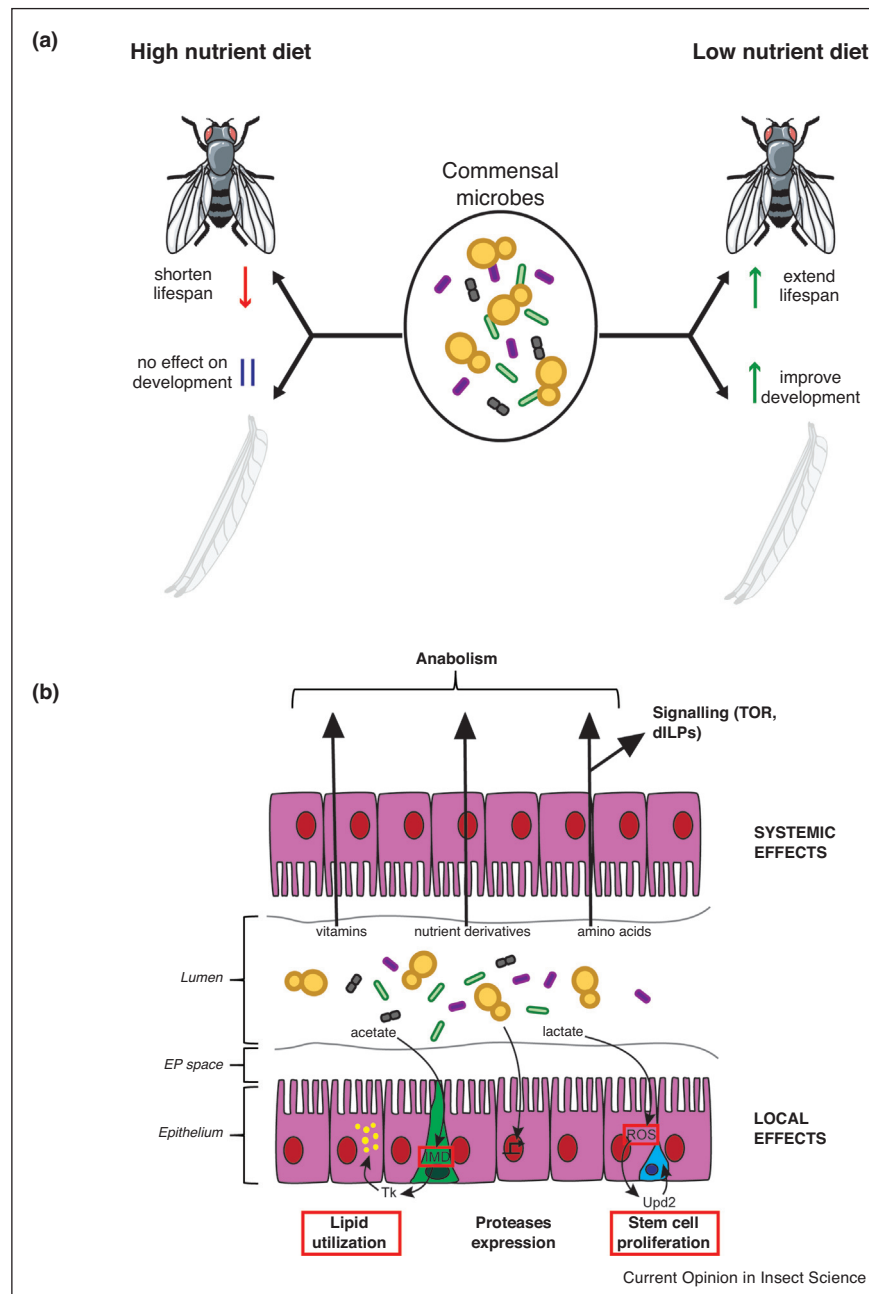 (a)
High nutrient diet
Low nutrient diet
Commensal
microbes
shorten
lifespan
no effect on
development
extend
lifespan
improve
development
(b)
Anabolism
Signalling (TOR,
dILPs)
SYSTEMIC
EFFECTS
vitamins
nutrient derivatives
amino acids
Lumen
acetate
lactate
EP space
Epithelium
LOCAL
EFFECTS
IMD
ROS
Tk
Upd2
Lipid
utilization
Proteases
expression
Stem cell
proliferation
Current Opinion in Insect Science